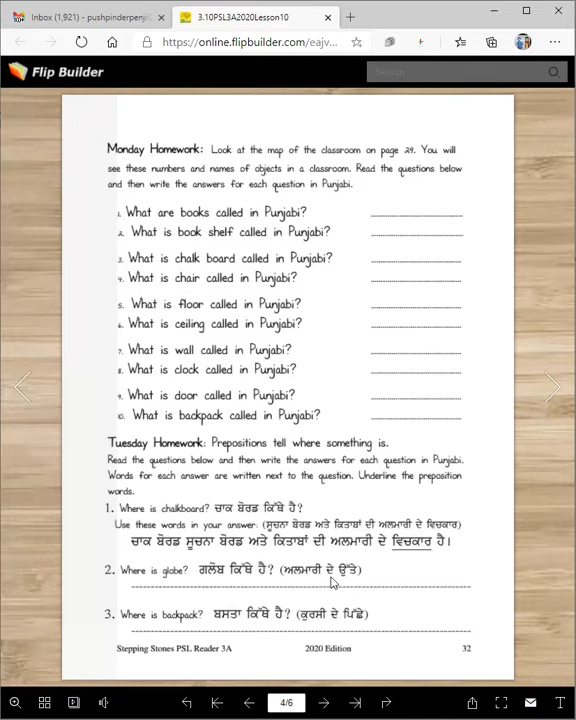 Inbox (1,921) - pushpinderpenji
3.10PSL3A2020Lesson10
https://online.flipbuilder.com/eajv...
Flip Builder
Search
Monday Homework: Look at the map of the classroom on page 29. You will
see these numbers and names of objects in a classroom. Read the questions below
and then write the answers for each question in Punjabi.
1. What are books called in Punjabi?
2. What is book shelf called in Punjabi?
3. What is chalk board called in Punjabi?
4. What is chair called in Punjabi?
5. What is floor called in Punjabi?
6. What is ceiling called in Punjabi?
7. What is wall called in Punjabi?
8. What is clock called in Punjabi?
9. What is door called in Punjabi?
10. What is backpack called in Punjabi?
Tuesday Homework: Prepositions tell where something is.
Read the questions below and then write the answers for each question in Punjabi.
Words for each answer are written next to the question. Underline the preposition
words.
1. Where is chalkboard? ਚਾਕ ਬੋਰਡ ਕਿੱਥੇ ਹੈ?
Use these words in your answer: (ਸੂਚਨਾ ਬੋਰਡ ਅਤੇ ਕਿਤਾਬਾਂ ਦੀ ਅਲਮਾਰੀ ਦੇ ਵਿਚਕਾਰ)
ਚਾਕ ਬੋਰਡ ਸੂਚਨਾ ਬੋਰਡ ਅਤੇ ਕਿਤਾਬਾਂ ਦੀ ਅਲਮਾਰੀ ਦੇ ਵਿਚਕਾਰ ਹੈ।
2. Where is globe? ਗਲੋਬ ਕਿੱਥੇ ਹੈ? (ਅਲਮਾਰੀ ਦੇ ਉੱਤੇ)
3. Where is backpack? ਬਸਤਾ ਕਿੱਥੇ ਹੈ? (ਕੁਰਸੀ ਦੇ ਪਿੱਛੇ)
Stepping Stones PSL Reader 3A 2020 Edition 32
4/6